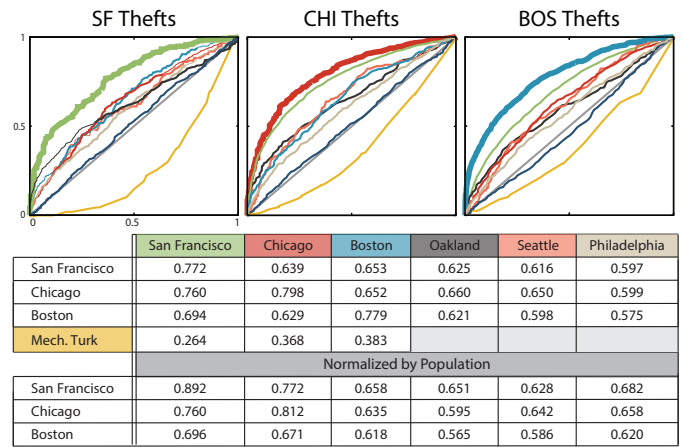 SF Thefts CHI Thefts BOS Thefts
1
0.5
0
0 0.5 1
San Francisco Chicago Boston Oakland Seattle Philadelphia
San Francisco 0.772 0.639 0.653 0.625 0.616 0.597
Chicago 0.760 0.798 0.652 0.660 0.650 0.599
Boston 0.694 0.629 0.779 0.621 0.598 0.575
Mech. Turk 0.264 0.368 0.383
Normalized by Population
San Francisco 0.892 0.772 0.658 0.651 0.628 0.682
Chicago 0.760 0.812 0.635 0.595 0.642 0.658
Boston 0.696 0.671 0.618 0.565 0.586 0.620